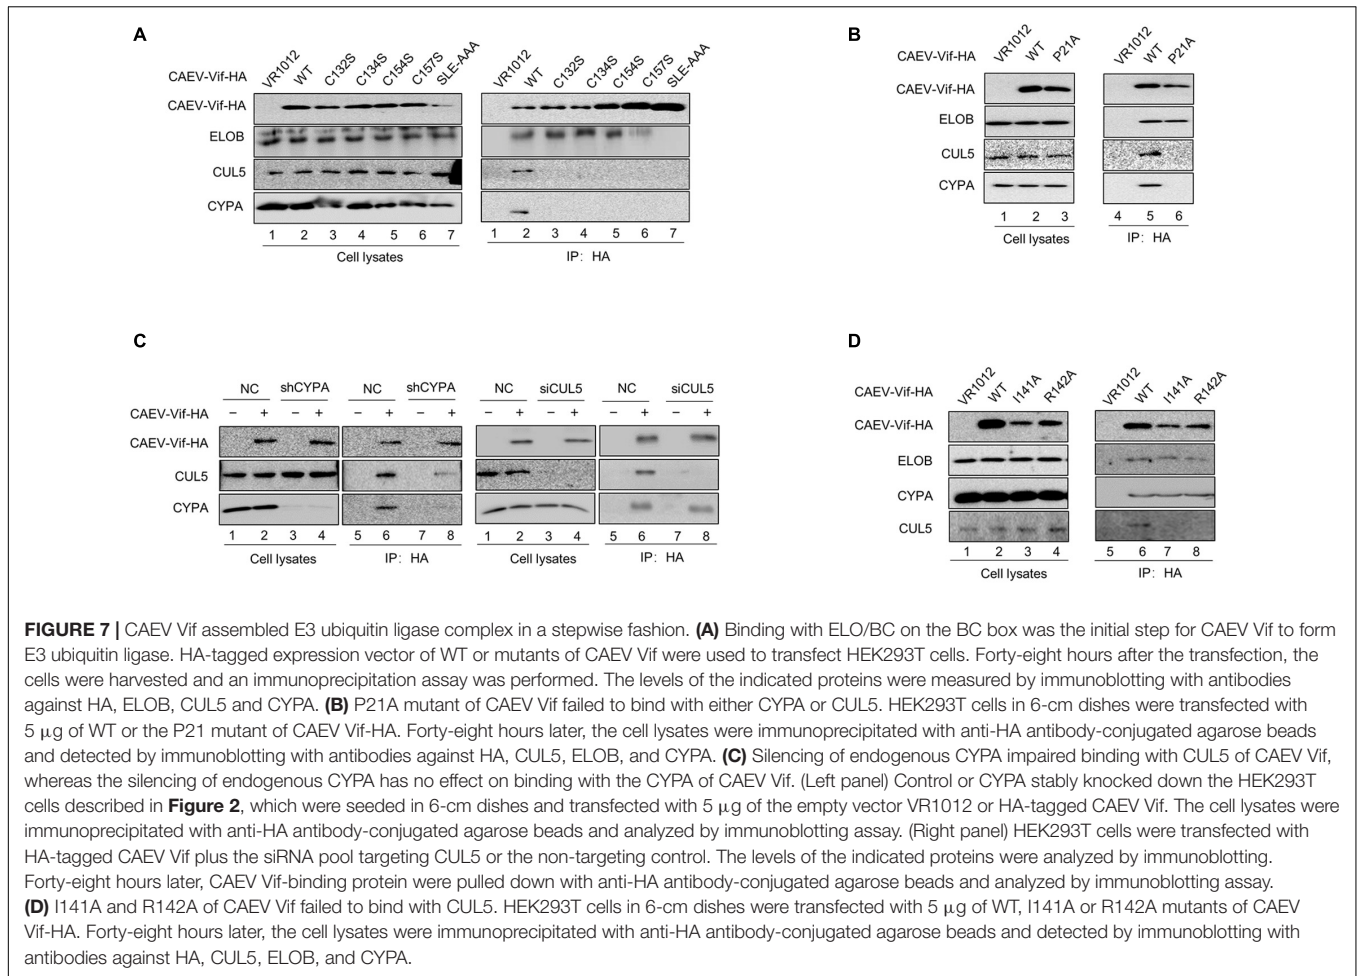 A
CAEV-Vif-HA VR1012 WT C132S C134S C154S C157S SLE-AAA VR1012 WT C132S C134S C154S C157S SLE-AAA
CAEV-Vif-HA
ELOB
CUL5
CYPA
1 2 3 4 5 6 7 1 2 3 4 5 6 7
Cell lysates IP: HA
B
CAEV-Vif-HA VR1012 WT P21A VR1012 WT P21A
CAEV-Vif-HA
ELOB
CUL5
CYPA
1 2 3 4 5 6
Cell lysates IP: HA
C
NC shCYPA NC shCYPA NC siCUL5 NC siCUL5
CAEV-Vif-HA – + – + – + – + – + – + – + – +
CAEV-Vif-HA
CUL5
CYPA
1 2 3 4 5 6 7 8 1 2 3 4 5 6 7 8
Cell lysates IP: HA Cell lysates IP: HA
D
CAEV-Vif-HA VR1012 WT I141A R142A VR1012 WT I141A R142A
CAEV-Vif-HA
ELOB
CYPA
CUL5
1 2 3 4 5 6 7 8
Cell lysates IP: HA
FIGURE 7 | CAEV Vif assembled E3 ubiquitin ligase complex in a stepwise fashion. (A) Binding with ELO/BC on the BC box was the initial step for CAEV Vif to form
E3 ubiquitin ligase. HA-tagged expression vector of WT or mutants of CAEV Vif were used to transfect HEK293T cells. Forty-eight hours after the transfection, the
cells were harvested and an immunoprecipitation assay was performed. The levels of the indicated proteins were measured by immunoblotting with antibodies
against HA, ELOB, CUL5 and CYPA. (B) P21A mutant of CAEV Vif failed to bind with either CYPA or CUL5. HEK293T cells in 6-cm dishes were transfected with
5 μg of WT or the P21 mutant of CAEV Vif-HA. Forty-eight hours later, the cell lysates were immunoprecipitated with anti-HA antibody-conjugated agarose beads
and detected by immunoblotting with antibodies against HA, CUL5, ELOB, and CYPA. (C) Silencing of endogenous CYPA impaired binding with CUL5 of CAEV Vif,
whereas the silencing of endogenous CYPA has no effect on binding with the CYPA of CAEV Vif. (Left panel) Control or CYPA stably knocked down the HEK293T
cells described in Figure 2, which were seeded in 6-cm dishes and transfected with 5 μg of the empty vector VR1012 or HA-tagged CAEV Vif. The cell lysates were
immunoprecipitated with anti-HA antibody-conjugated agarose beads and analyzed by immunoblotting assay. (Right panel) HEK293T cells were transfected with
HA-tagged CAEV Vif plus the siRNA pool targeting CUL5 or the non-targeting control. The levels of the indicated proteins were analyzed by immunoblotting.
Forty-eight hours later, CAEV Vif-binding protein were pulled down with anti-HA antibody-conjugated agarose beads and analyzed by immunoblotting assay.
(D) I141A and R142A of CAEV Vif failed to bind with CUL5. HEK293T cells in 6-cm dishes were transfected with 5 μg of WT, I141A or R142A mutants of CAEV
Vif-HA. Forty-eight hours later, the cell lysates were immunoprecipitated with anti-HA antibody-conjugated agarose beads and detected by immunoblotting with
antibodies against HA, CUL5, ELOB, and CYPA.